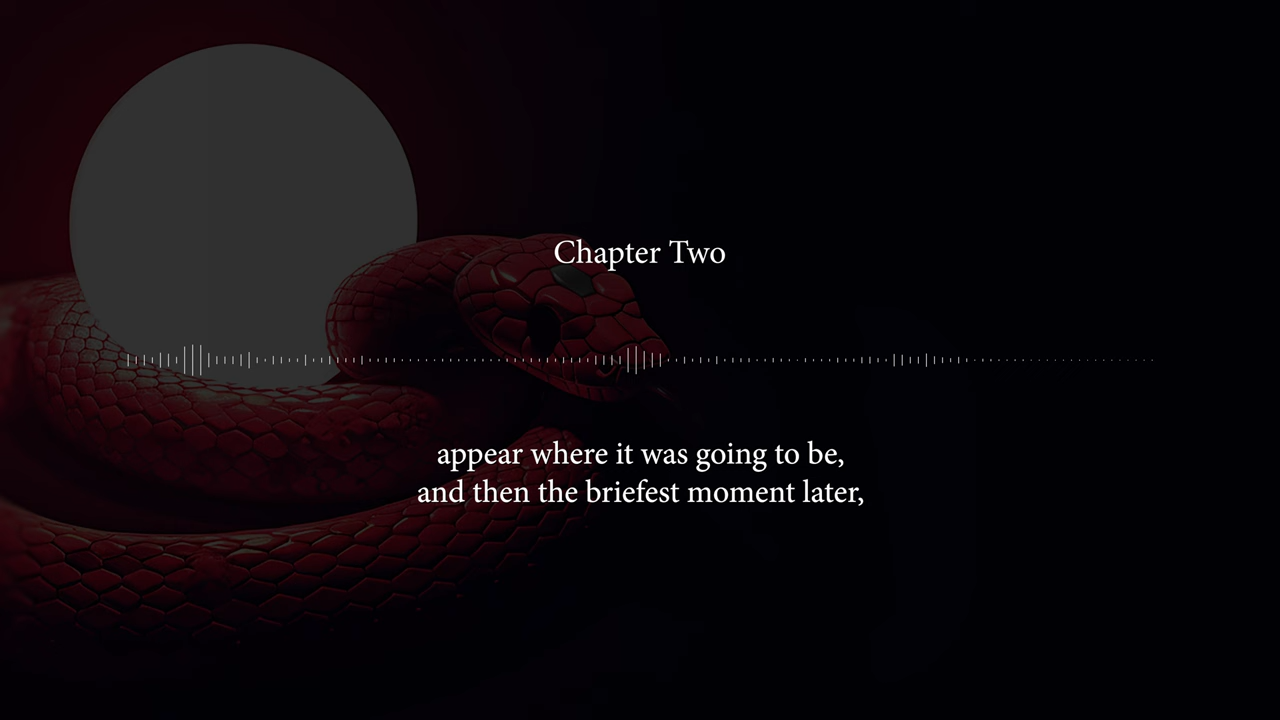 Chapter Two
appear where it was going to be,
and then the briefest moment later,